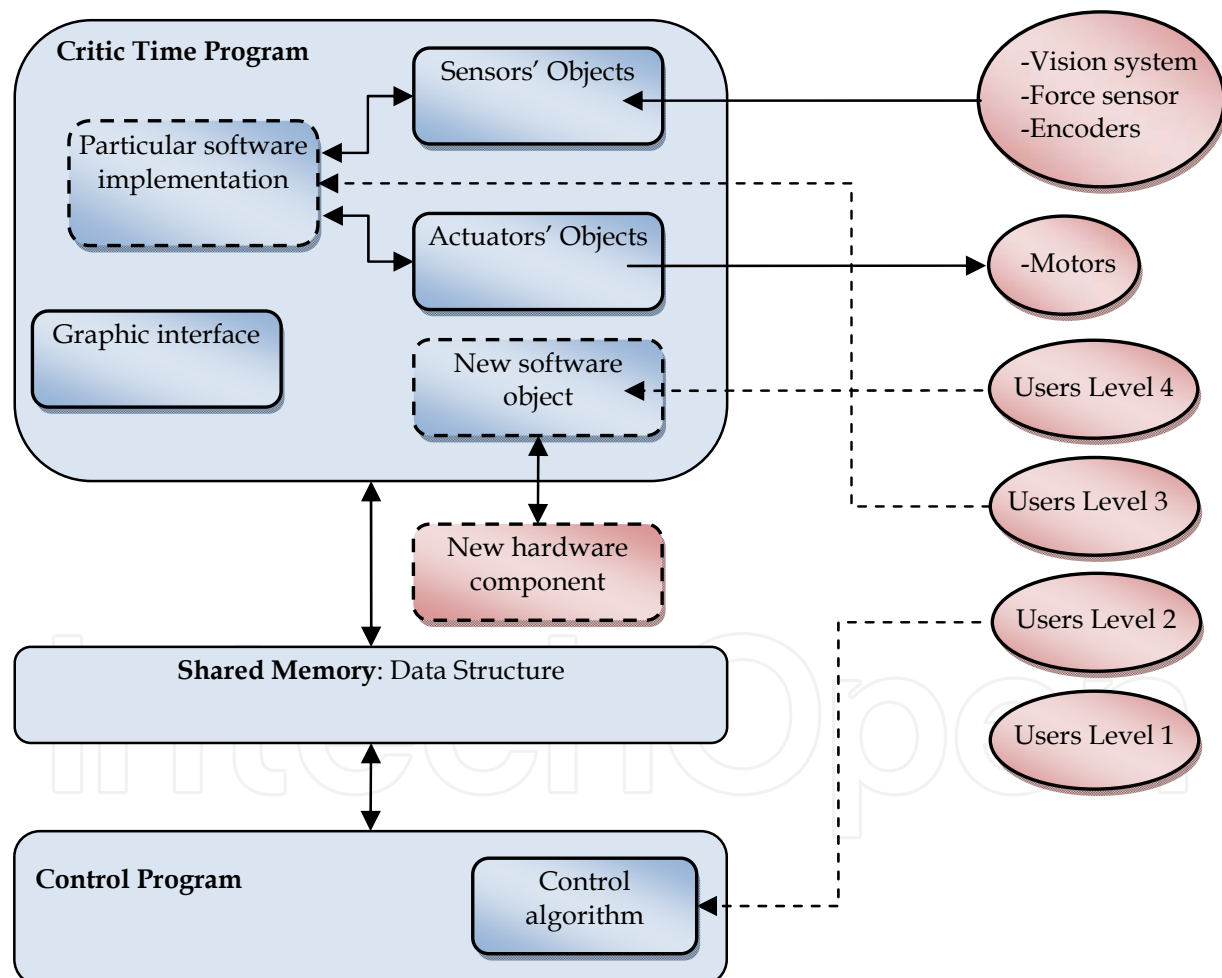 Critic Time Program
Sensors' Objects
-Vision system
-Force sensor
-Encoders
Particular software
implementation
Actuators' Objects
-Motors
Graphic interface
New software
object
Users Level 4
Users Level 3
New hardware
component
Users Level 2
Shared Memory: Data Structure
Users Level 1
IntechOpen
Control Program
Control
algorithm